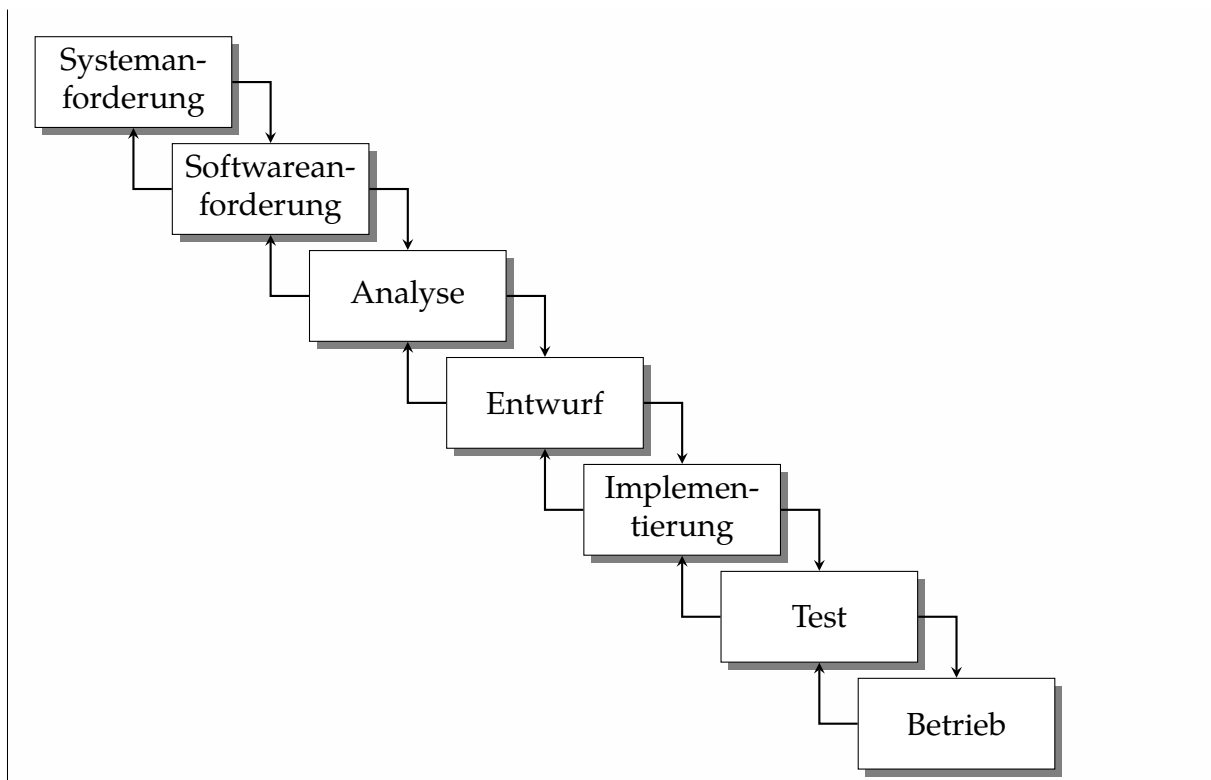 Systeman-
forderung
Softwarean-
forderung
Analyse
Entwurf
Implemen-
tierung
Test
Betrieb